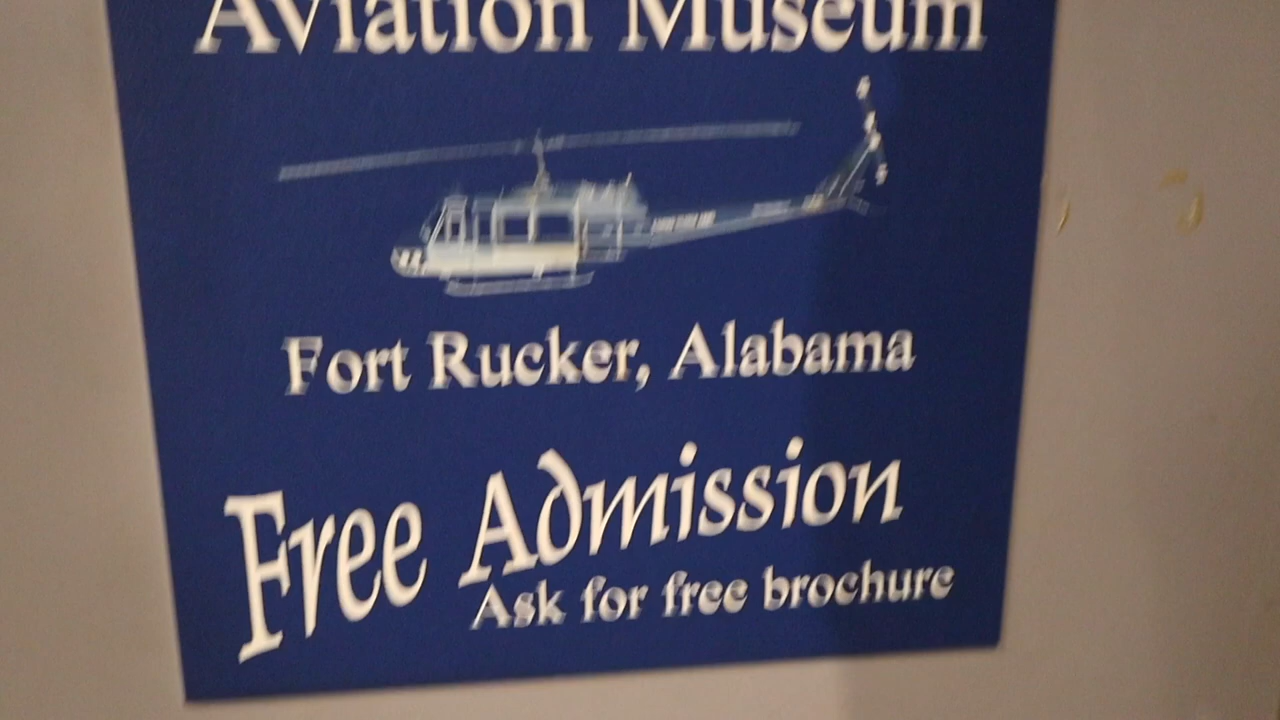 Aviation Museum
Fort Rucker, Alabama
Free Admission
Ask for free brochure